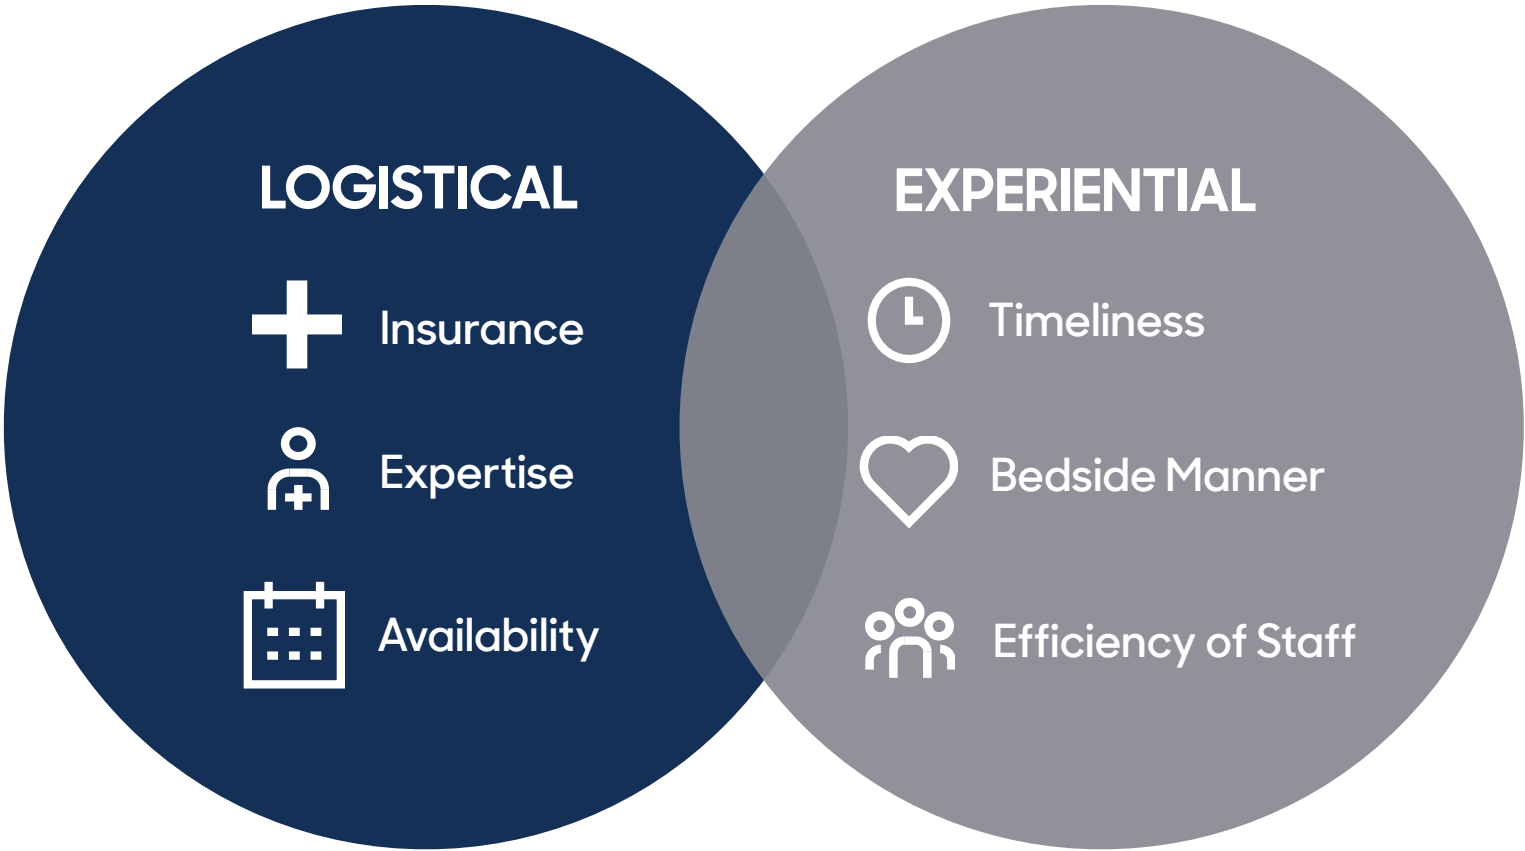 LOGISTICAL
Insurance
Expertise
Availability
EXPERIENTIAL
Timeliness
Bedside Manner
Efficiency of Staff